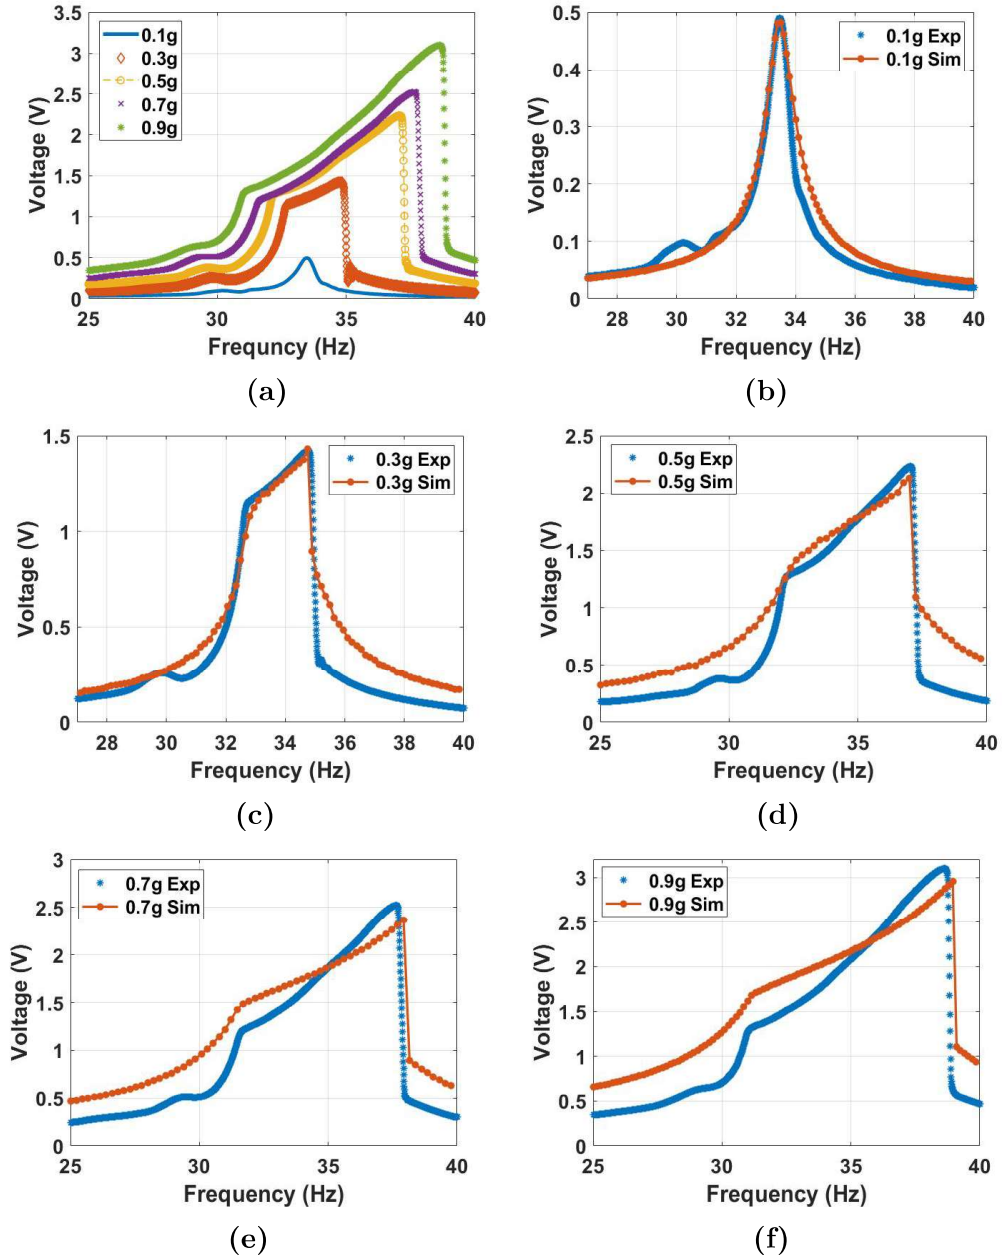 0.1g
0.3g
0.5g
0.7g
0.9g
3.5
3
2.5
2
1.5
1
0.5
0
Voltage (V)
25 30 35 40
Frequncy (Hz)
(a)
0.1g Exp
0.1g Sim
0.5
0.4
0.3
0.2
0.1
0
Voltage (V)
28 30 32 34 36 38 40
Frequency (Hz)
(b)
0.3g Exp
0.3g Sim
1.5
1
0.5
0
Voltage (V)
28 30 32 34 36 38 40
Frequency (Hz)
(c)
0.5g Exp
0.5g Sim
2.5
2
1.5
1
0.5
0
Voltage (V)
25 30 35 40
Frequency (Hz)
(d)
0.7g Exp
0.7g Sim
3
2.5
2
1.5
1
0.5
0
Voltage (V)
25 30 35 40
Frequency (Hz)
(e)
0.9g Exp
0.9g Sim
3
2.5
2
1.5
1
0.5
0
Voltage (V)
25 30 35 40
Frequency (Hz)
(f)